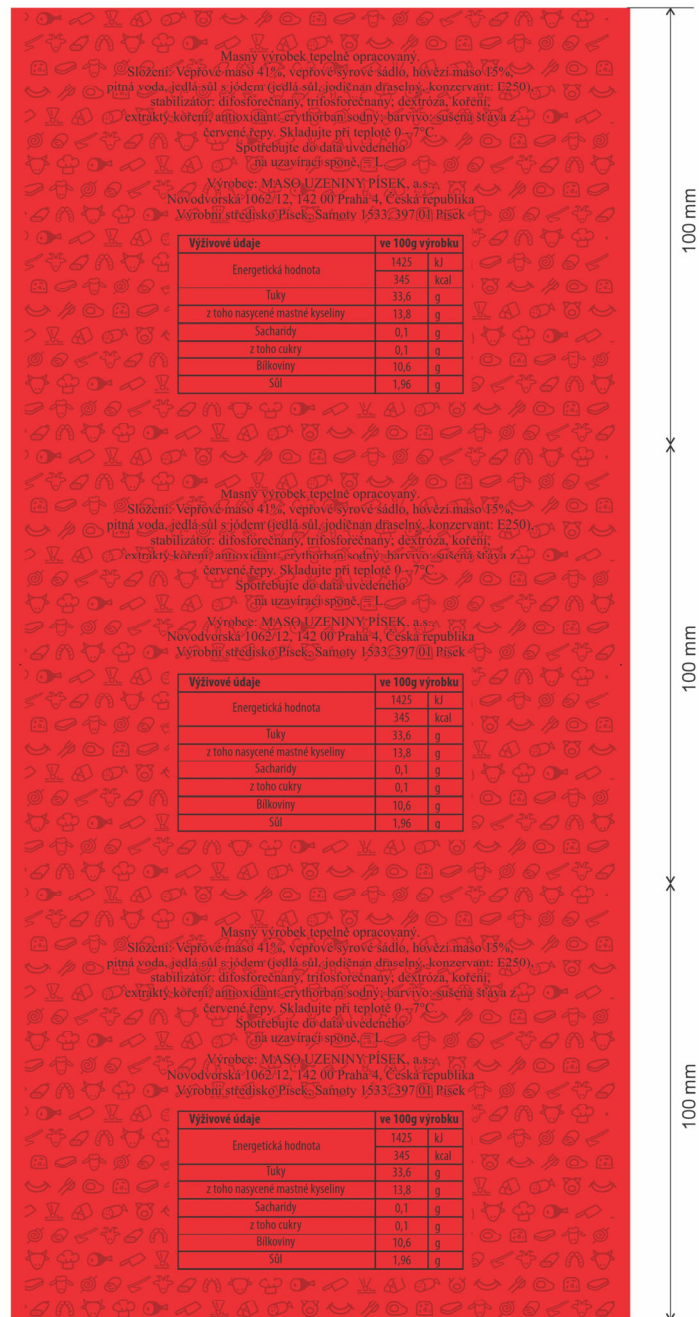 Masný výrobek tepelně opracovaný.
Složení: Vepřové maso 41%, vepřové syrové sádlo, hovězí maso 15%,
pitná voda, jedlá sůl s jódem (jedlá sůl, jodičnan draselný, konzervant: E250),
stabilizátor: difosforečnany, trifosforečnany; dextróza, koření,
extrakty koření, antioxidant: erythorban sodný; barvivo: sušená šťáva z
červené řepy. Skladujte při teplotě 0 – 7°C.
Spotřebujte do data uvedeného
na uzavírací sponě, = L.
Výrobce: MASO UZENINY PÍSEK, a.s.,
Novodvorská 1062/12, 142 00 Praha 4, Česká republika
Výrobní středisko Písek, Samoty 1533, 397 01 Písek
Výživové údaje ve 100g výrobku
Energetická hodnota 1425 kJ
345 kcal
Tuky 33,6 g
z toho nasycené mastné kyseliny 13,8 g
Sacharidy 0,1 g
z toho cukry 0,1 g
Bílkoviny 10,6 g
Sůl 1,96 g
100 mm
Masný výrobek tepelně opracovaný.
Složení: Vepřové maso 41%, vepřové syrové sádlo, hovězí maso 15%,
pitná voda, jedlá sůl s jódem (jedlá sůl, jodičnan draselný, konzervant: E250),
stabilizátor: difosforečnany, trifosforečnany; dextróza, koření,
extrakty koření, antioxidant: erythorban sodný; barvivo: sušená šťáva z
červené řepy. Skladujte při teplotě 0 – 7°C.
Spotřebujte do data uvedeného
na uzavírací sponě, = L.
Výrobce: MASO UZENINY PÍSEK, a.s.,
Novodvorská 1062/12, 142 00 Praha 4, Česká republika
Výrobní středisko Písek, Samoty 1533, 397 01 Písek
Výživové údaje ve 100g výrobku
Energetická hodnota 1425 kJ
345 kcal
Tuky 33,6 g
z toho nasycené mastné kyseliny 13,8 g
Sacharidy 0,1 g
z toho cukry 0,1 g
Bílkoviny 10,6 g
Sůl 1,96 g
100 mm
Masný výrobek tepelně opracovaný.
Složení: Vepřové maso 41%, vepřové syrové sádlo, hovězí maso 15%,
pitná voda, jedlá sůl s jódem (jedlá sůl, jodičnan draselný, konzervant: E250),
stabilizátor: difosforečnany, trifosforečnany; dextróza, koření,
extrakty koření, antioxidant: erythorban sodný; barvivo: sušená šťáva z
červené řepy. Skladujte při teplotě 0 – 7°C.
Spotřebujte do data uvedeného
na uzavírací sponě, = L.
Výrobce: MASO UZENINY PÍSEK, a.s.,
Novodvorská 1062/12, 142 00 Praha 4, Česká republika
Výrobní středisko Písek, Samoty 1533, 397 01 Písek
Výživové údaje ve 100g výrobku
Energetická hodnota 1425 kJ
345 kcal
Tuky 33,6 g
z toho nasycené mastné kyseliny 13,8 g
Sacharidy 0,1 g
z toho cukry 0,1 g
Bílkoviny 10,6 g
Sůl 1,96 g
100 mm